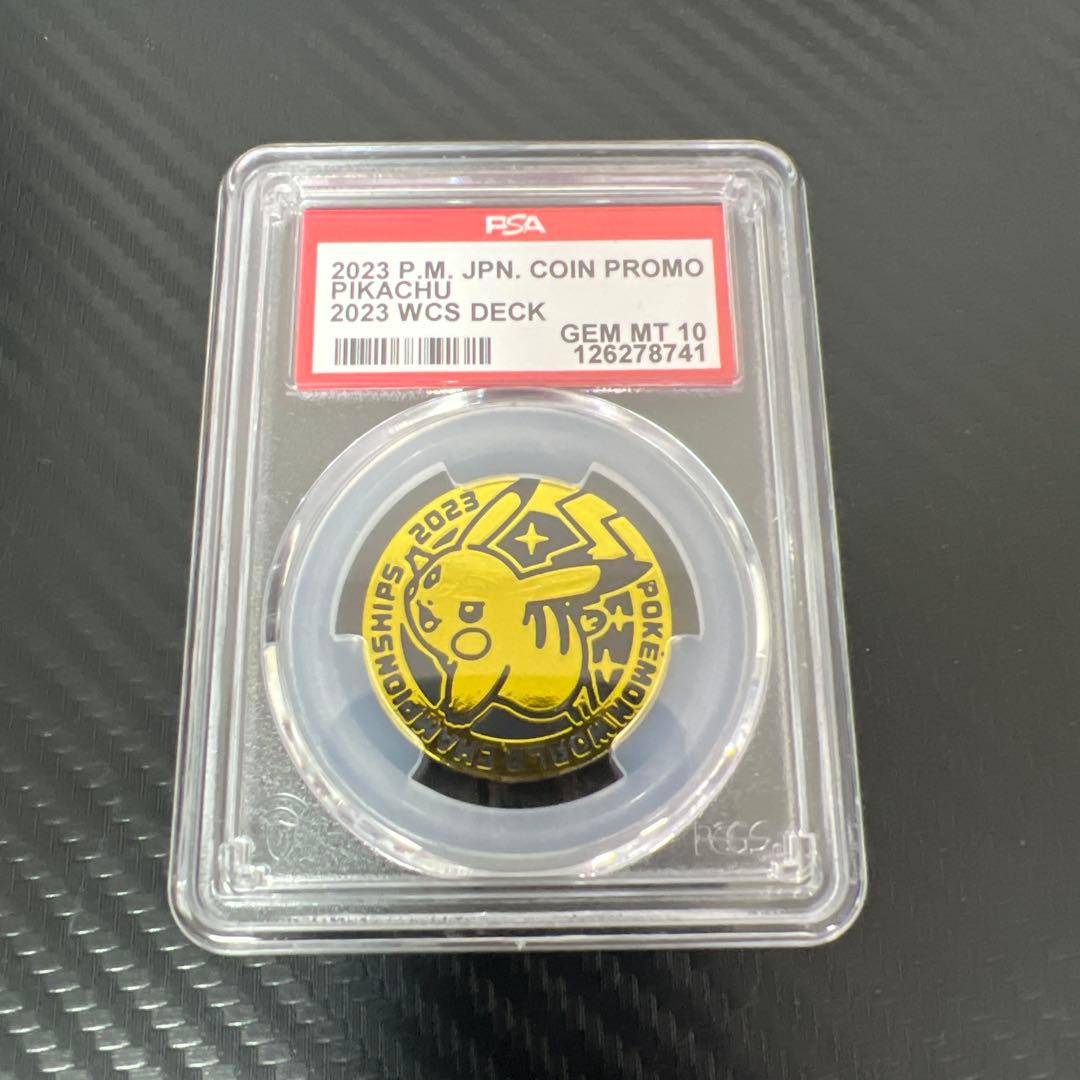 PSA
2023 P.M. JPN. COIN PROMO
PIKACHU
2023 WCS DECK
GEM MT 10
126278741
POKÉMON WORLD CHAMPIONSHIPS 2023